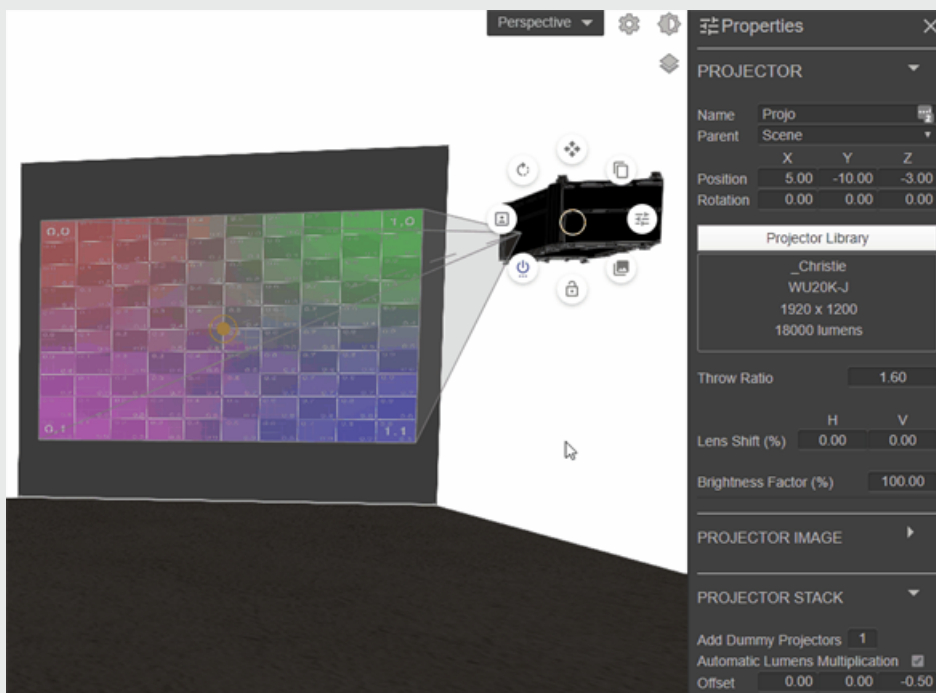 Perspective
Properties
PROJECTOR
Name Projo
Parent Scene
X Y Z
Position 5.00 -10.00 -3.00
Rotation 0.00 0.00 0.00
Projector Library
_Christie
WU20K-J
1920 x 1200
18000 lumens
Throw Ratio 1.60
H V
Lens Shift (%) 0.00 0.00
Brightness Factor (%) 100.00
PROJECTOR IMAGE
PROJECTOR STACK
Add Dummy Projectors 1
Automatic Lumens Multiplication
Offset 0.00 0.00 -0.50
0,0
1,0
0,1
1,1